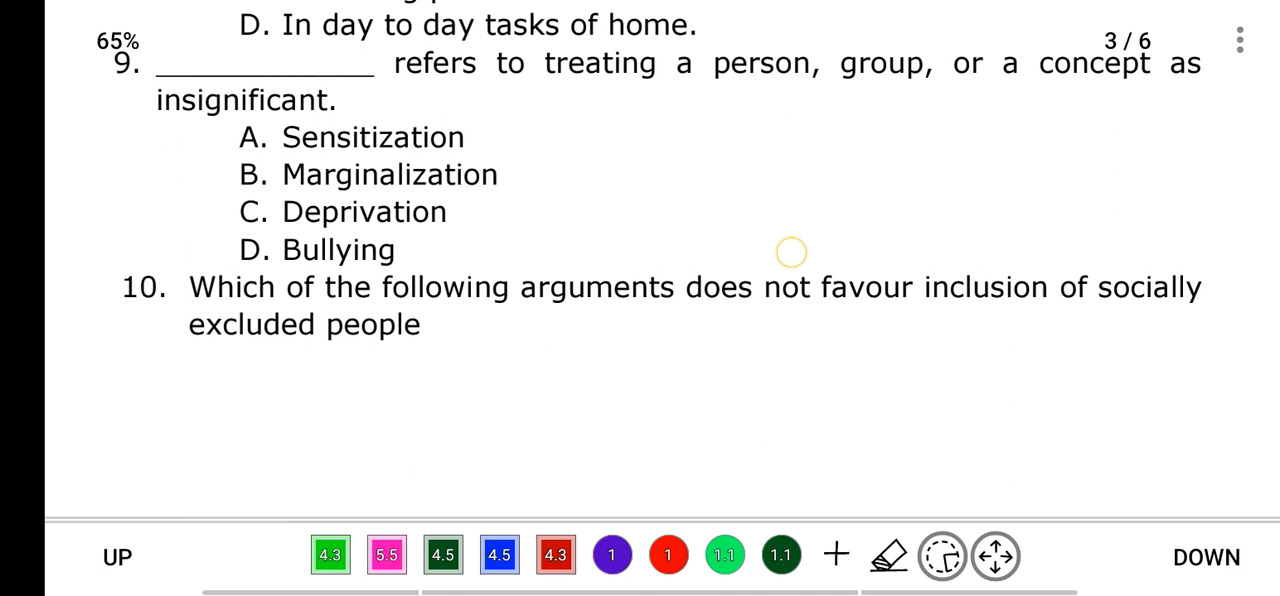 D. In day to day tasks of home.
65%
3 / 6
9. _____________ refers to treating a person, group, or a concept as
insignificant.
A. Sensitization
B. Marginalization
C. Deprivation
D. Bullying
10. Which of the following arguments does not favour inclusion of socially
excluded people
UP 4.3 5.5 4.5 4.5 4.3 1 1 1.1 1.1 DOWN